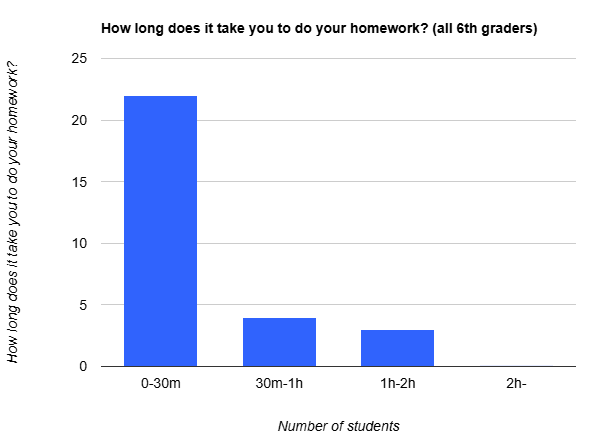 How long does it take you to do your homework? (all 6th graders)
How long does it take you to do your homework?
25
20
15
10
5
0
0-30m 30m-1h 1h-2h 2h-
Number of students